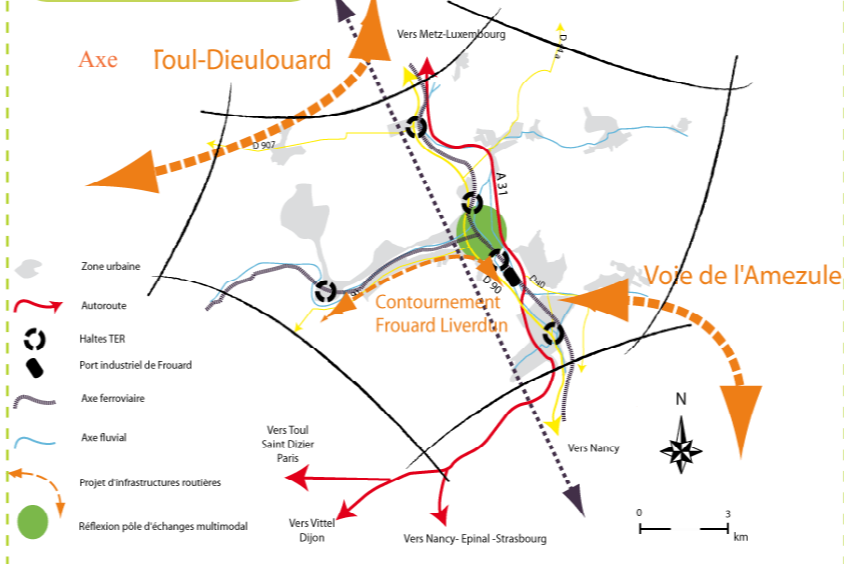 Vers Metz-Luxembourg
Axe Toul-Dieulouard
D 907
A 31
Zone urbaine
Voie de l'Amezule
D 90
D40
Autoroute
Contournement
Frouard Liverdun
Haltes TER
Port industriel de Frouard
Axe ferroviaire
N
Vers Toul
Saint Dizier
Paris
Axe fluvial
Vers Nancy
Projet d'infrastructures routières
0 3
km
Réflexion pôle d'échanges multimodal
Vers Vittel
Dijon
Vers Nancy- Epinal -Strasbourg